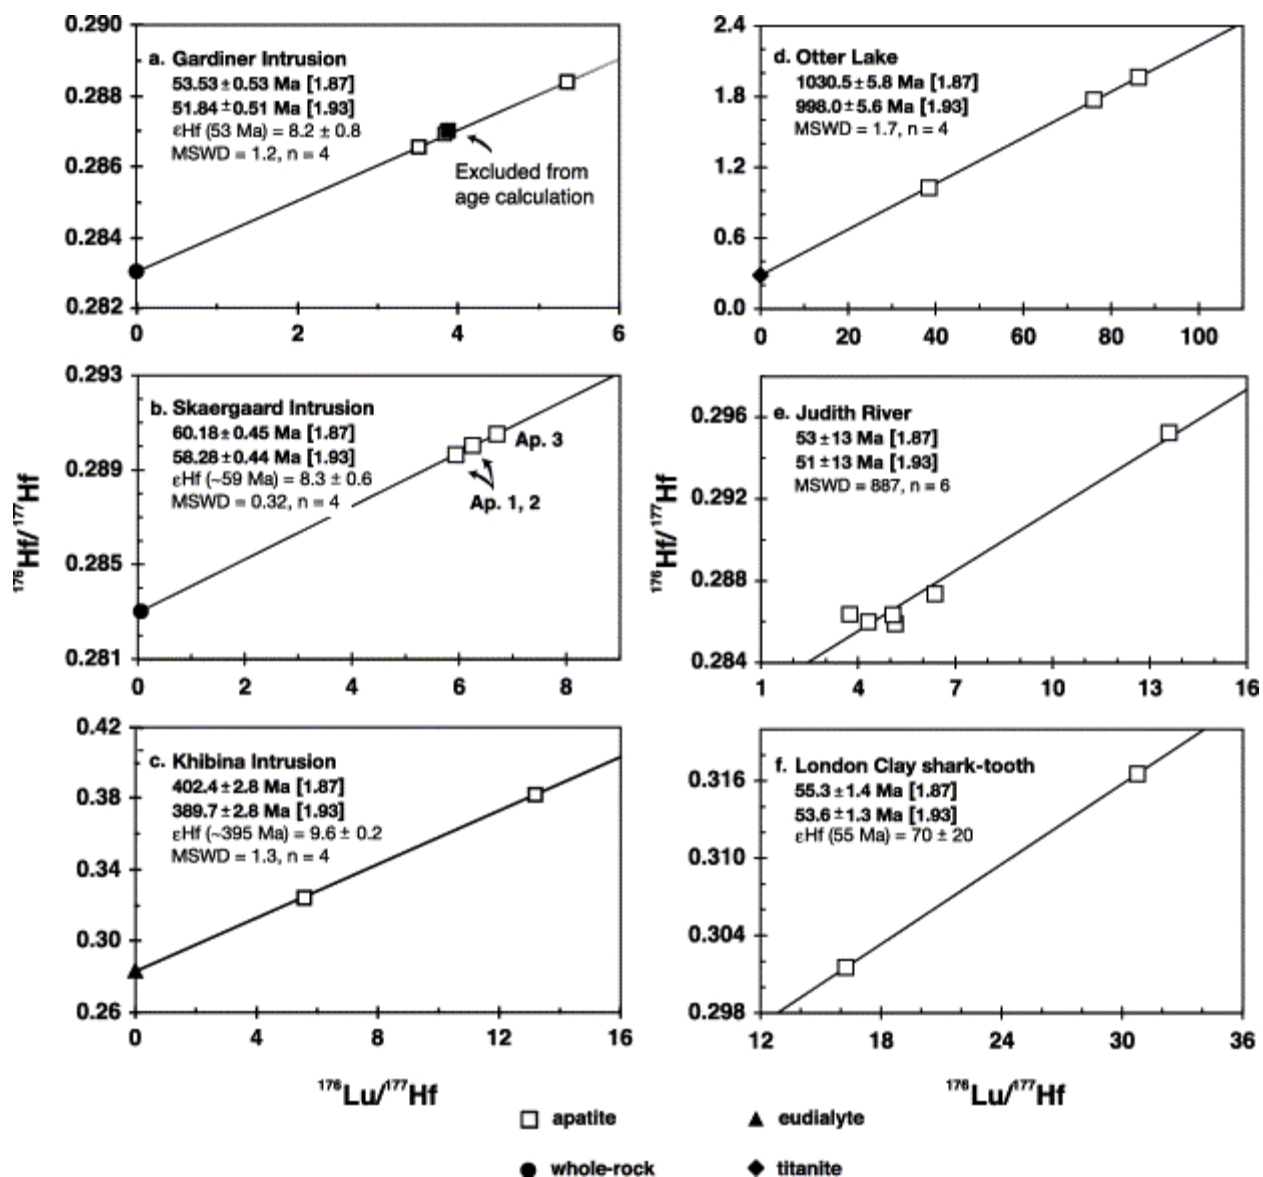 a. Gardiner Intrusion
53.53±0.53 Ma [1.87]
51.84±0.51 Ma [1.93]
εHf (53 Ma) = 8.2 ± 0.8
MSWD = 1.2, n = 4
Excluded from
age calculation
0.290
0.288
0.286
0.284
0.282
0 2 4 6
d. Otter Lake
1030.5±5.8 Ma [1.87]
998.0±5.6 Ma [1.93]
MSWD = 1.7, n = 4
2.4
1.8
1.2
0.6
0.0
0 20 40 60 80 100
b. Skaergaard Intrusion
60.18±0.45 Ma [1.87]
58.28±0.44 Ma [1.93]
εHf (~59 Ma) = 8.3 ± 0.6
MSWD = 0.32, n = 4
Ap. 3
Ap. 1, 2
0.293
0.289
0.285
0.281
0 2 4 6 8
¹⁷⁶Hf/¹⁷⁷Hf
e. Judith River
53±13 Ma [1.87]
51±13 Ma [1.93]
MSWD = 887, n = 6
0.296
0.292
0.288
0.284
1 4 7 10 13 16
¹⁷⁶Hf/¹⁷⁷Hf
c. Khibina Intrusion
402.4±2.8 Ma [1.87]
389.7±2.8 Ma [1.93]
εHf (~395 Ma) = 9.6 ± 0.2
MSWD = 1.3, n = 4
0.42
0.38
0.34
0.30
0.26
0 4 8 12 16
¹⁷⁶Lu/¹⁷⁷Hf
f. London Clay shark-tooth
55.3±1.4 Ma [1.87]
53.6±1.3 Ma [1.93]
εHf (55 Ma) = 70 ± 20
0.316
0.310
0.304
0.298
12 18 24 30 36
¹⁷⁶Lu/¹⁷⁷Hf
apatite
eudialyte
whole-rock
titanite